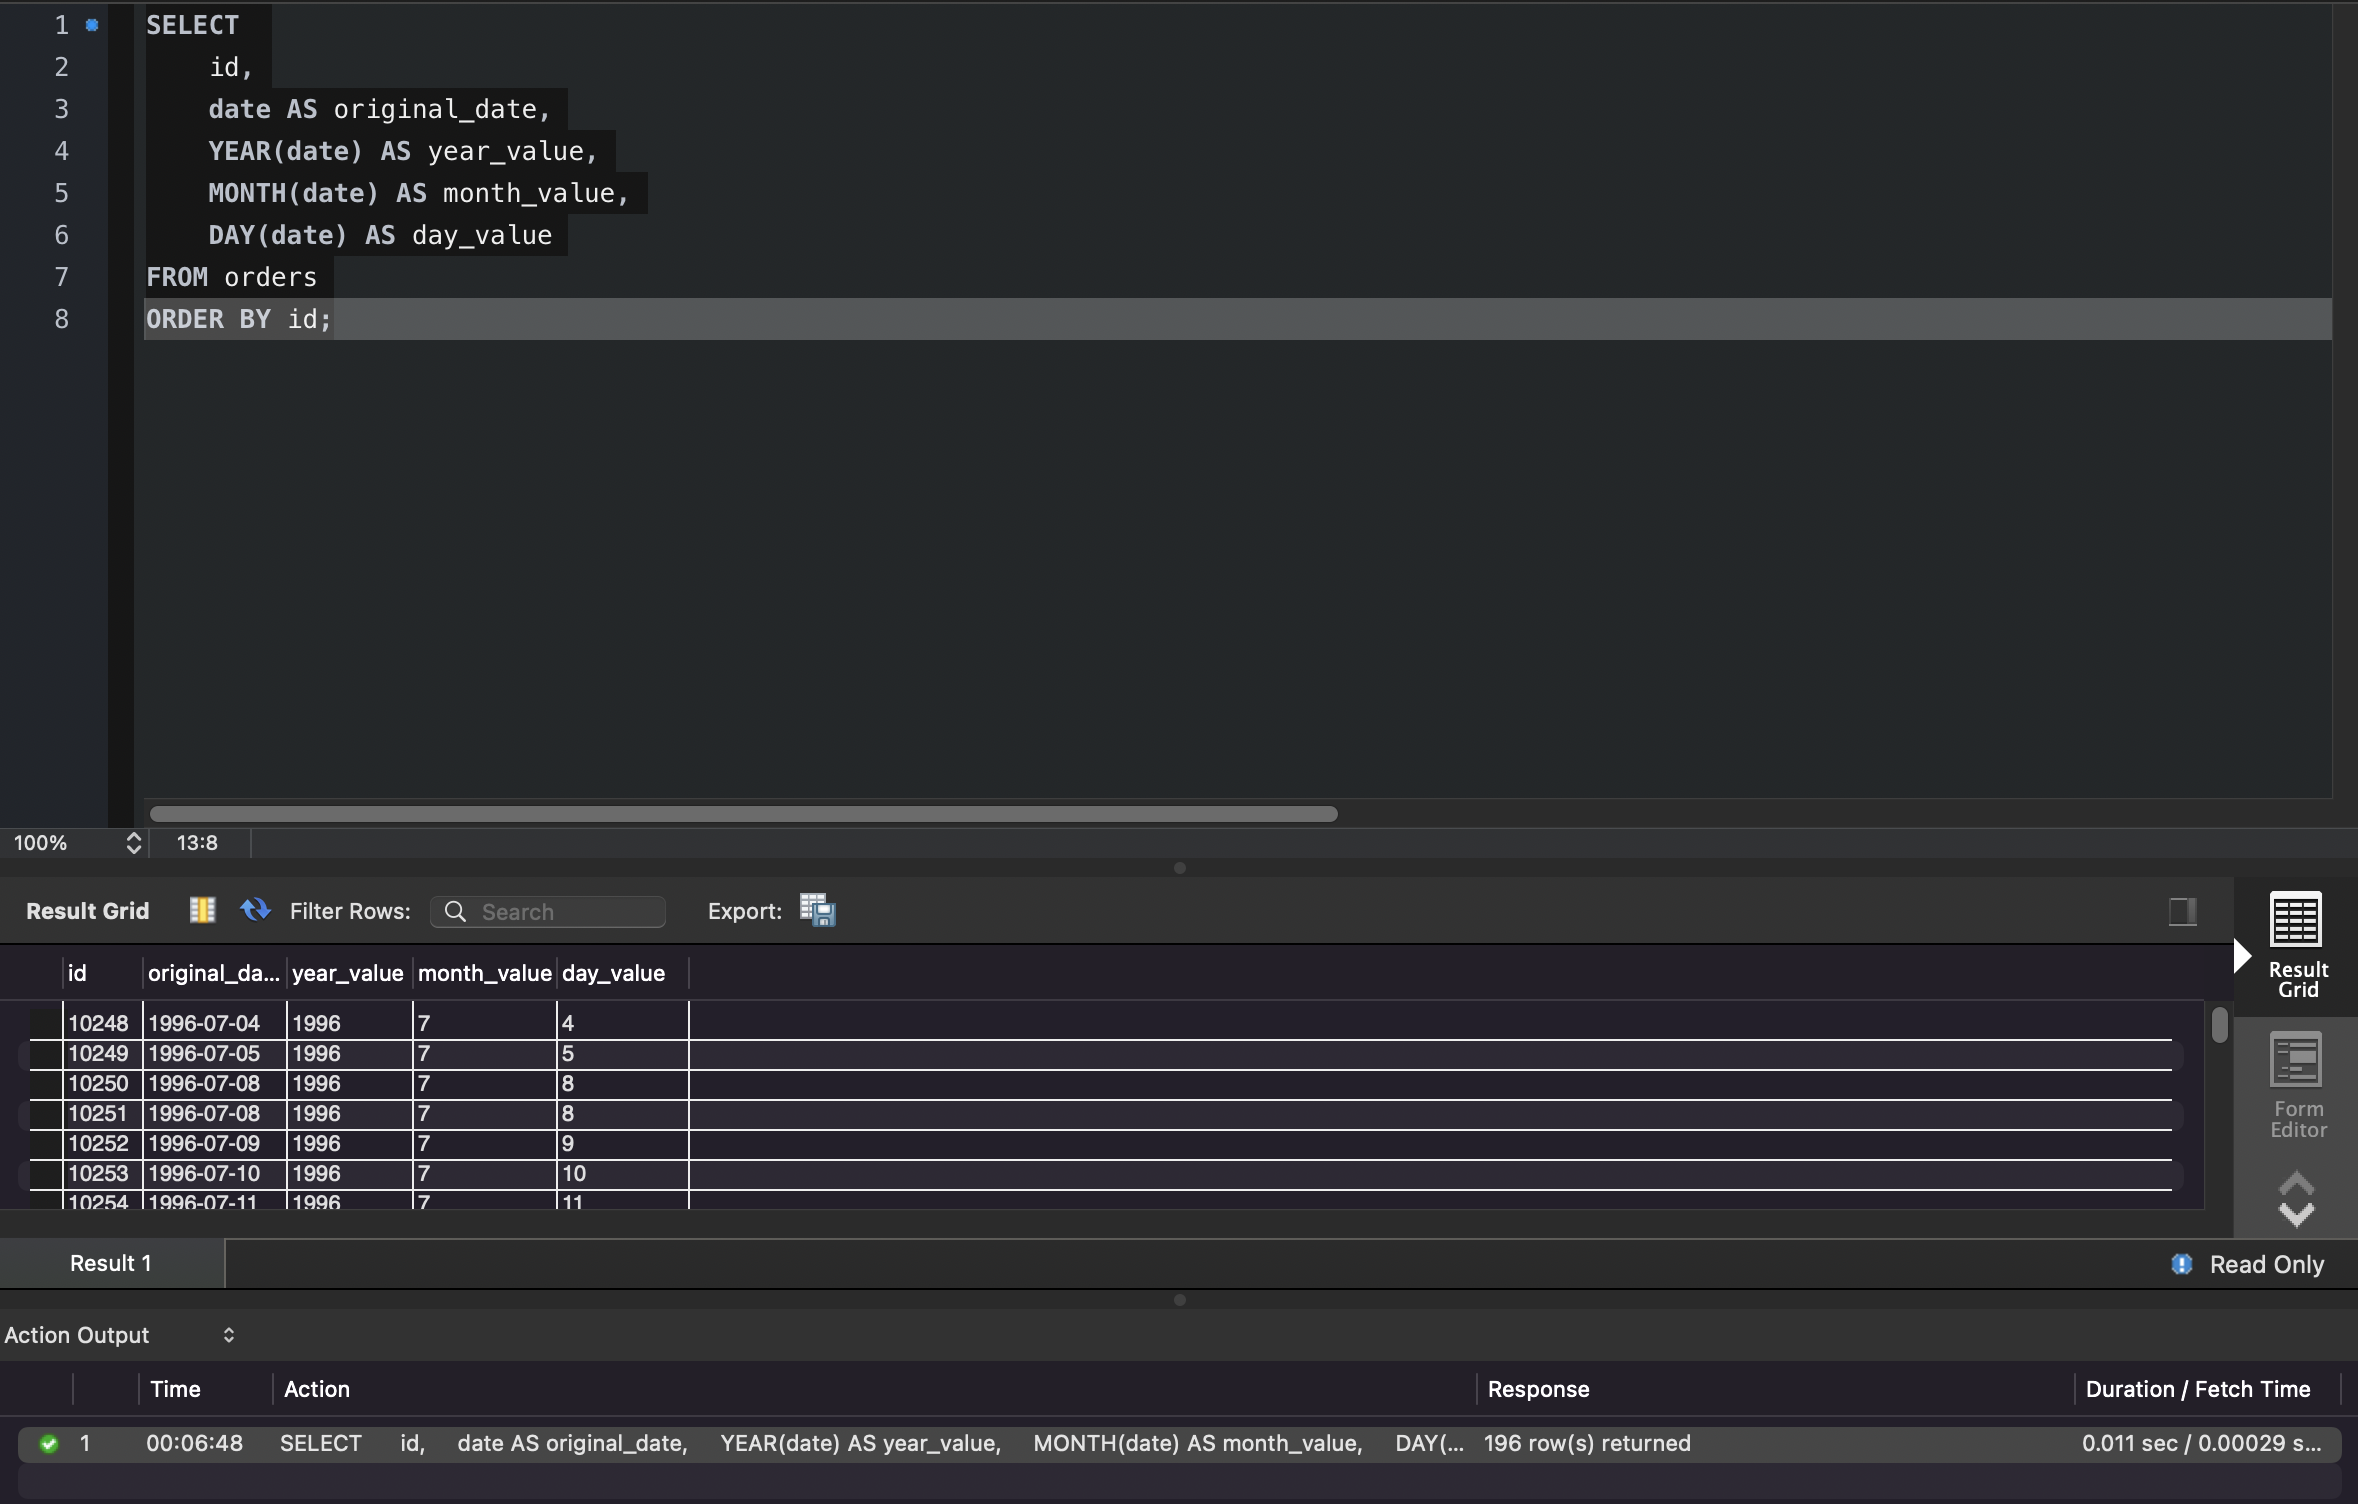 1 SELECT
2 id,
3 date AS original_date,
4 YEAR(date) AS year_value,
5 MONTH(date) AS month_value,
6 DAY(date) AS day_value
7 FROM orders
8 ORDER BY id;
100% 13:8
Result Grid Filter Rows: Search Export:
id original_da... year_value month_value day_value
10248 1996-07-04 1996 7 4
10249 1996-07-05 1996 7 5
10250 1996-07-08 1996 7 8
10251 1996-07-08 1996 7 8
10252 1996-07-09 1996 7 9
10253 1996-07-10 1996 7 10
10254 1996-07-11 1996 7 11
Result
Grid
Form
Editor
Result 1 Read Only
Action Output
Time Action Response Duration / Fetch Time
1 00:06:48 SELECT id, date AS original_date, YEAR(date) AS year_value, MONTH(date) AS month_value, DAY(... 196 row(s) returned 0.011 sec / 0.00029 s...